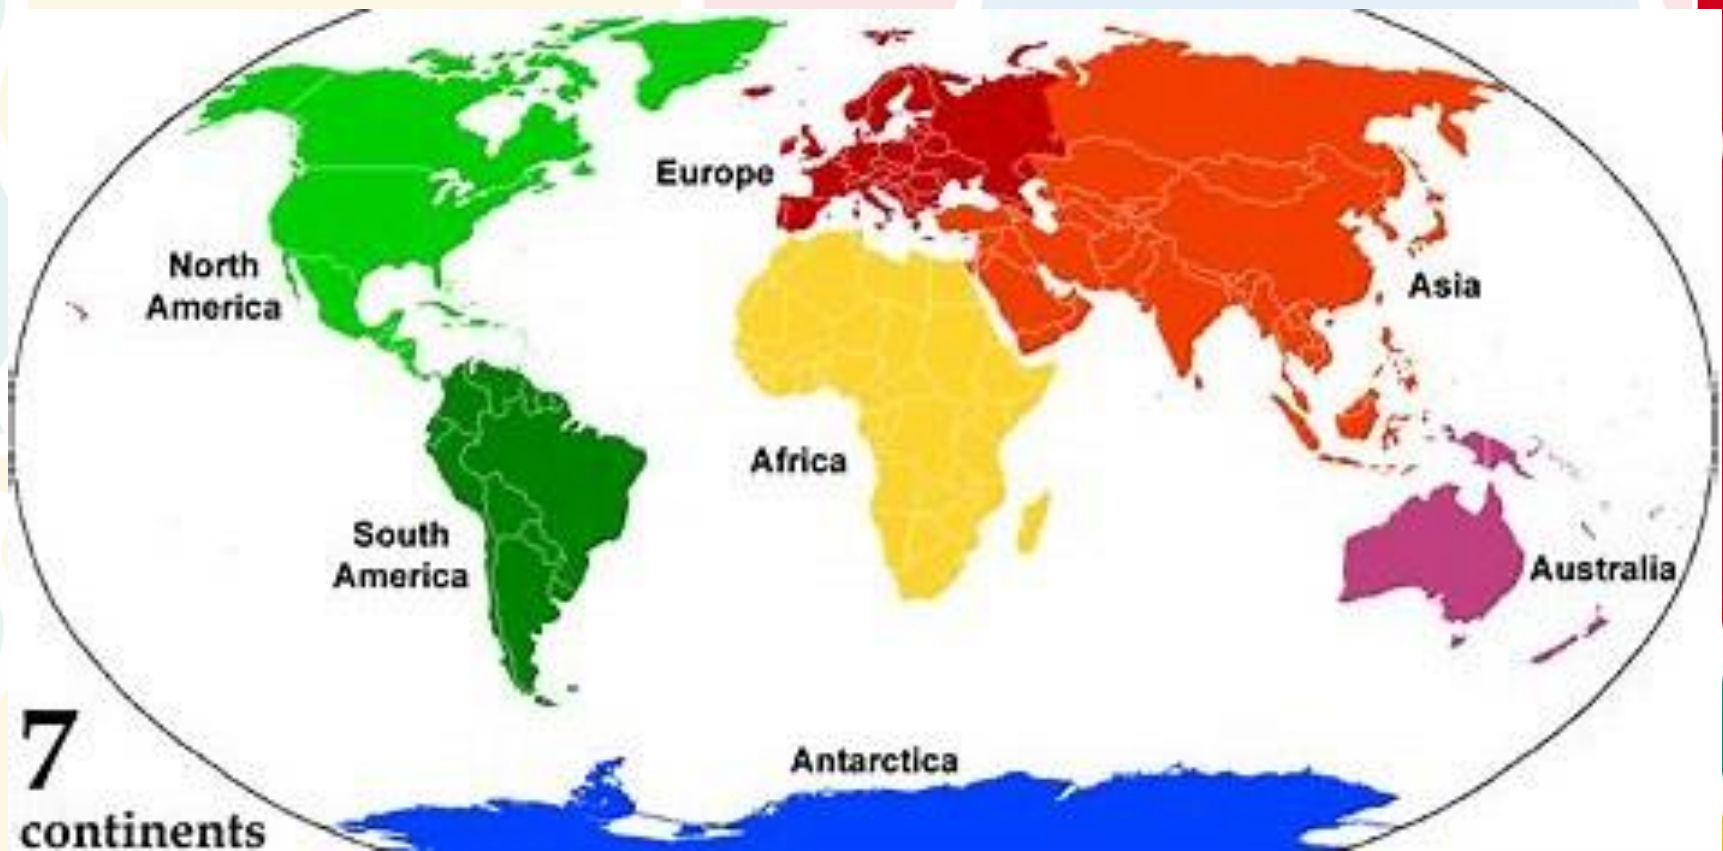 Europe
North
America
Asia
Africa
South
America
Australia
Antarctica
7
continents